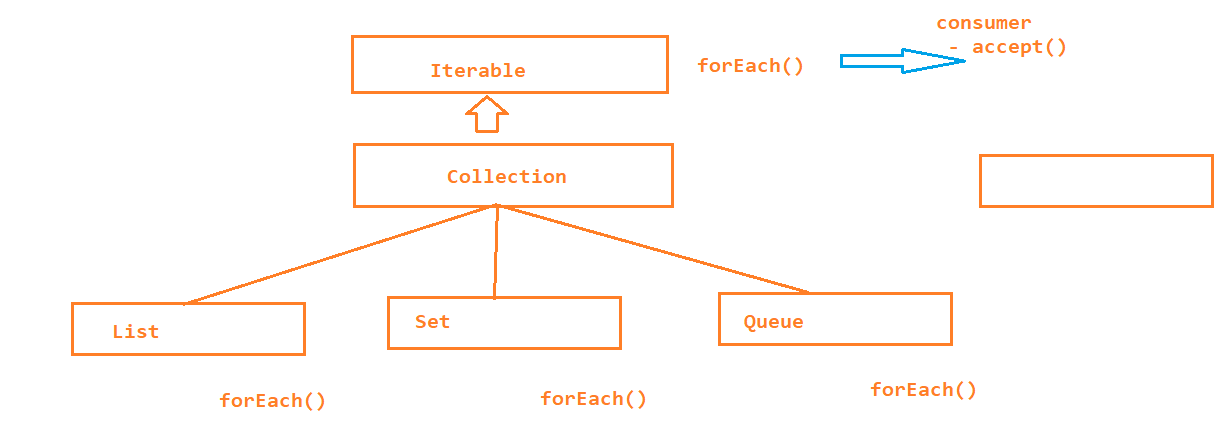 consumer
- accept()
Iterable
forEach()
Collection
List
Set
Queue
forEach()
forEach()
forEach()